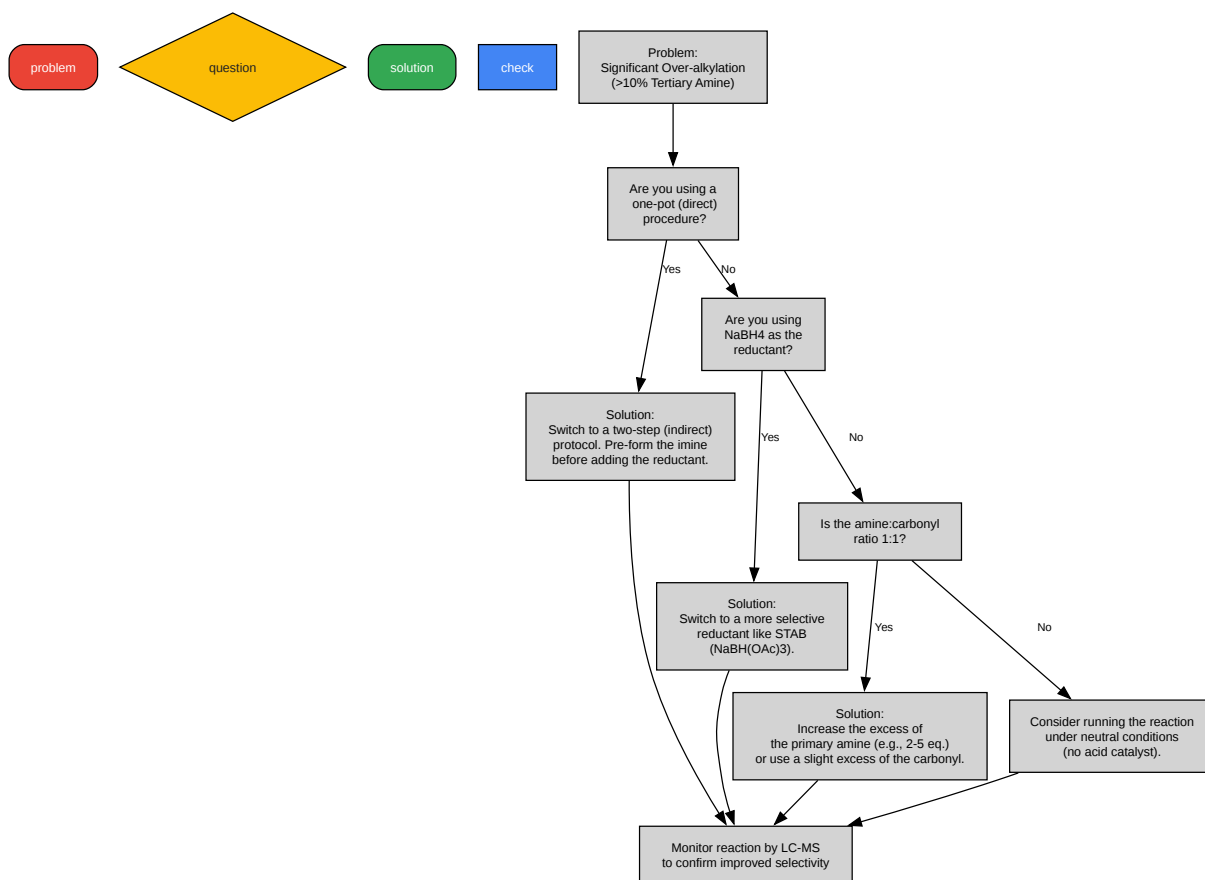 problem
question
solution
check
Problem:
Significant Over-alkylation
(>10% Tertiary Amine)
Are you using a
one-pot (direct)
procedure?
Yes
No
Are you using
NaBH4 as the
reductant?
Solution:
Switch to a two-step (indirect)
protocol. Pre-form the imine
before adding the reductant.
Yes
No
Is the amine:carbonyl
ratio 1:1?
Solution:
Switch to a more selective
reductant like STAB
(NaBH(OAc)3).
Yes
No
Solution:
Increase the excess of
the primary amine (e.g., 2-5 eq.)
or use a slight excess of the carbonyl.
Consider running the reaction
under neutral conditions
(no acid catalyst).
Monitor reaction by LC-MS
to confirm improved selectivity